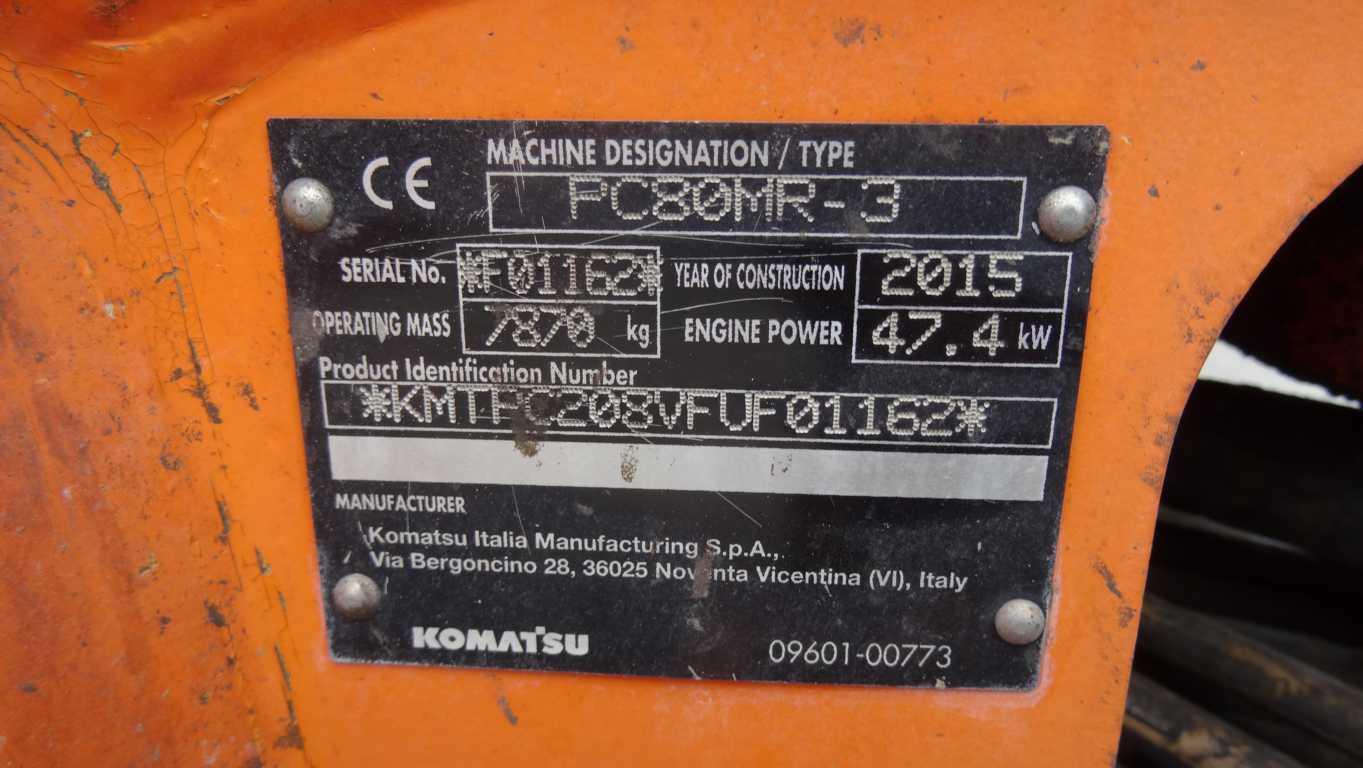 CE
MACHINE DESIGNATION / TYPE
PC80MR-3
SERIAL No. *F01162* YEAR OF CONSTRUCTION 2015
OPERATING MASS 7870 kg ENGINE POWER 47.4 kW
Product Identification Number
*KMTPC208VFUF01162*
MANUFACTURER
Komatsu Italia Manufacturing S.p.A.,
Via Bergoncino 28, 36025 Noventa Vicentina (VI), Italy
KOMATSU 09601-00773